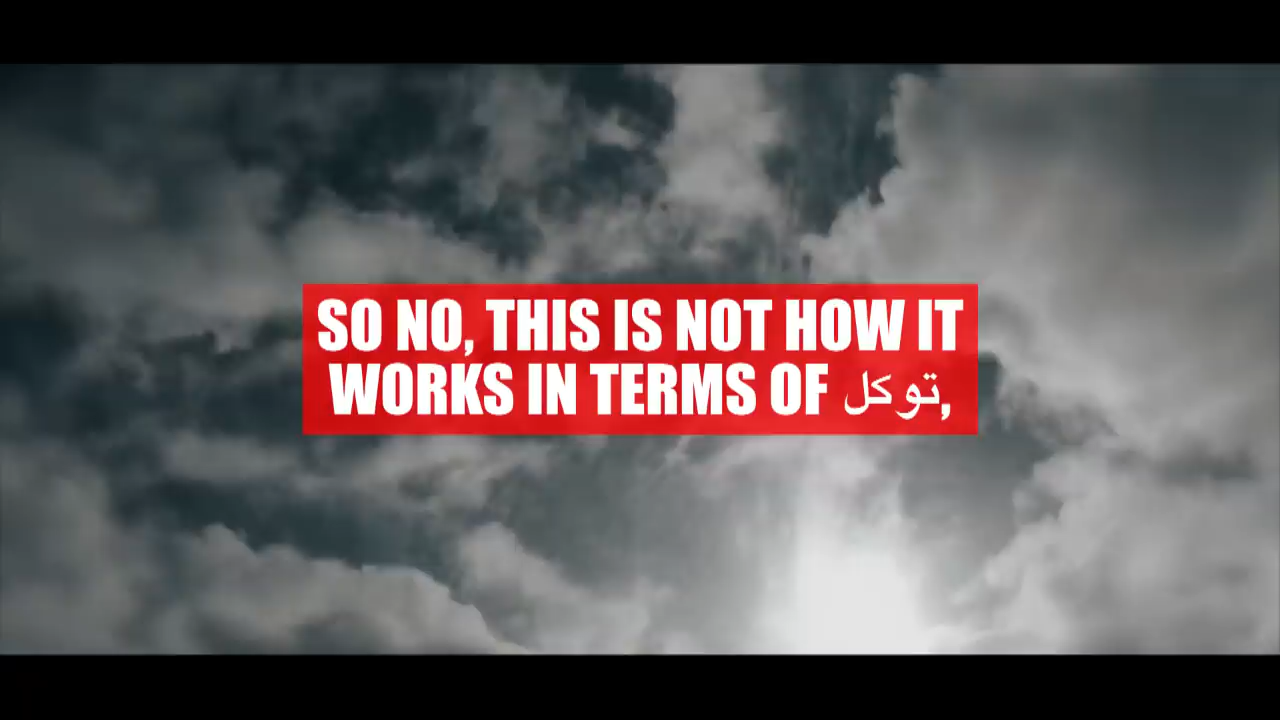 SO NO, THIS IS NOT HOW IT
WORKS IN TERMS OF توكل,